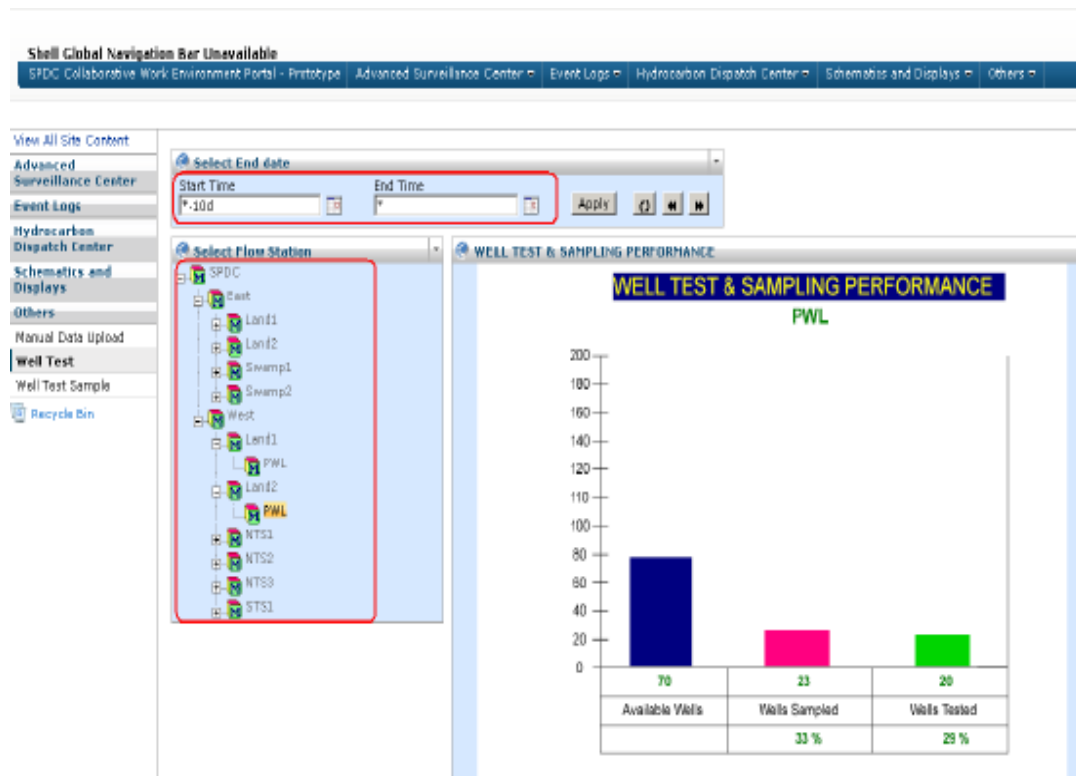 Shell Global Navigation Bar Unavailable
SPDC Collaborative Work Environment Portal - Prototype Advanced Surveillance Center Event Logs Hydrocarbon Dispatch Center Schematics and Displays Others
View All Site Content
Advanced
Surveillance Center
Event Logs
Hydrocarbon
Dispatch Center
Schematics and
Displays
Others
Manual Data Upload
Well Test
Well Test Sample
Recycle Bin
Select End date
Start Time End Time
*-10d * Apply
Select Flow Station
SPDC
East
Land1
Land2
Swamp1
Swamp2
West
Land1
PWL
Land2
PWL
NTS1
NTS2
NTS3
STS1
WELL TEST & SAMPLING PERFORMANCE
WELL TEST & SAMPLING PERFORMANCE
PWL
200
180
160
140
120
110
100
80
60
40
20
0
70 23 20
Available Wells Wells Sampled Wells Tested
33 % 29 %